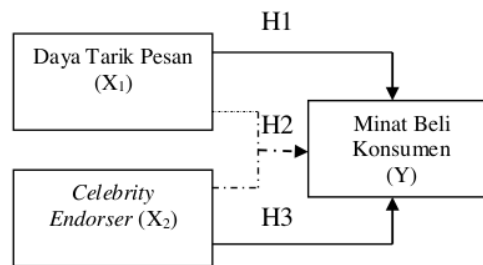 H1
Daya Tarik Pesan
(X₁)
H2
Minat Beli
Konsumen
(Y)
Celebrity
Endorser (X₂)
H3